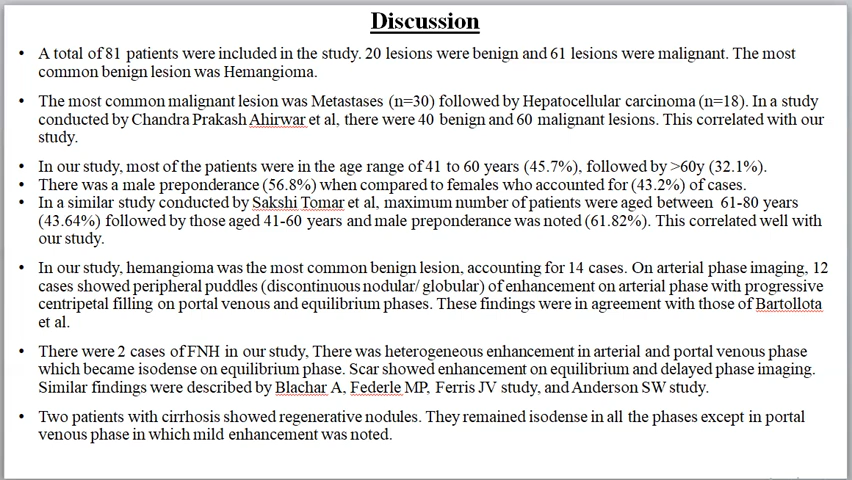 Discussion
• A total of 81 patients were included in the study. 20 lesions were benign and 61 lesions were malignant. The most
common benign lesion was Hemangioma.
• The most common malignant lesion was Metastases (n=30) followed by Hepatocellular carcinoma (n=18). In a study
conducted by Chandra Prakash Ahirwar et al, there were 40 benign and 60 malignant lesions. This correlated with our
study.
• In our study, most of the patients were in the age range of 41 to 60 years (45.7%), followed by >60y (32.1%).
• There was a male preponderance (56.8%) when compared to females who accounted for (43.2%) of cases.
• In a similar study conducted by Sakshi Tomar et al, maximum number of patients were aged between 61-80 years
(43.64%) followed by those aged 41-60 years and male preponderance was noted (61.82%). This correlated well with
our study.
• In our study, hemangioma was the most common benign lesion, accounting for 14 cases. On arterial phase imaging, 12
cases showed peripheral puddles (discontinuous nodular/ globular) of enhancement on arterial phase with progressive
centripetal filling on portal venous and equilibrium phases. These findings were in agreement with those of Bartollota
et al.
• There were 2 cases of FNH in our study, There was heterogeneous enhancement in arterial and portal venous phase
which became isodense on equilibrium phase. Scar showed enhancement on equilibrium and delayed phase imaging.
Similar findings were described by Blachar A, Federle MP, Ferris JV study, and Anderson SW study.
• Two patients with cirrhosis showed regenerative nodules. They remained isodense in all the phases except in portal
venous phase in which mild enhancement was noted.